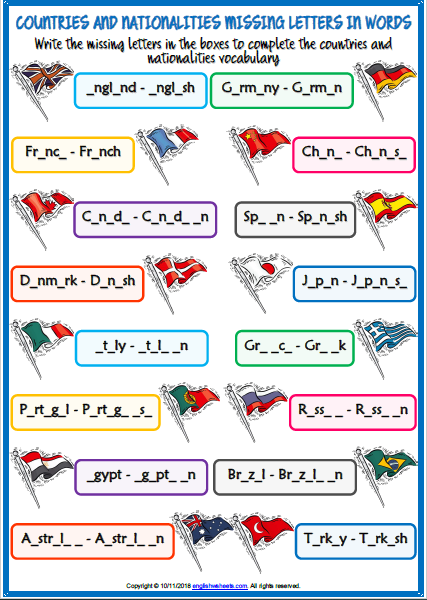 COUNTRIES AND NATIONALITIES MISSING LETTERS IN WORDS
Write the missing letters in the boxes to complete the countries and
nationalities vocabulary
_ngl_nd - _ngl_sh
G_rm_ny - G_rm_n
Fr_nc_ - Fr_nch
Ch_n_ - Ch_n_s_
C_n_d_ - C_n_d_ _n
Sp_ _n - Sp_n_sh
D_nm_rk - D_n_sh
J_p_n - J_p_n_s_
_t_ly - _t_l_ _n
Gr_ _c_ - Gr_ _k
P_rt_g_l - P_rt_g_ _s_
R_ss_ _ - R_ss_ _n
_gypt - _g_pt_ _n
Br_z_l - Br_z_l_ _n
A_str_l_ _ - A_str_l_ _n
T_rk_y - T_rk_sh
Copyright © 10/11/2018 englishwsheets.com. All rights reserved.